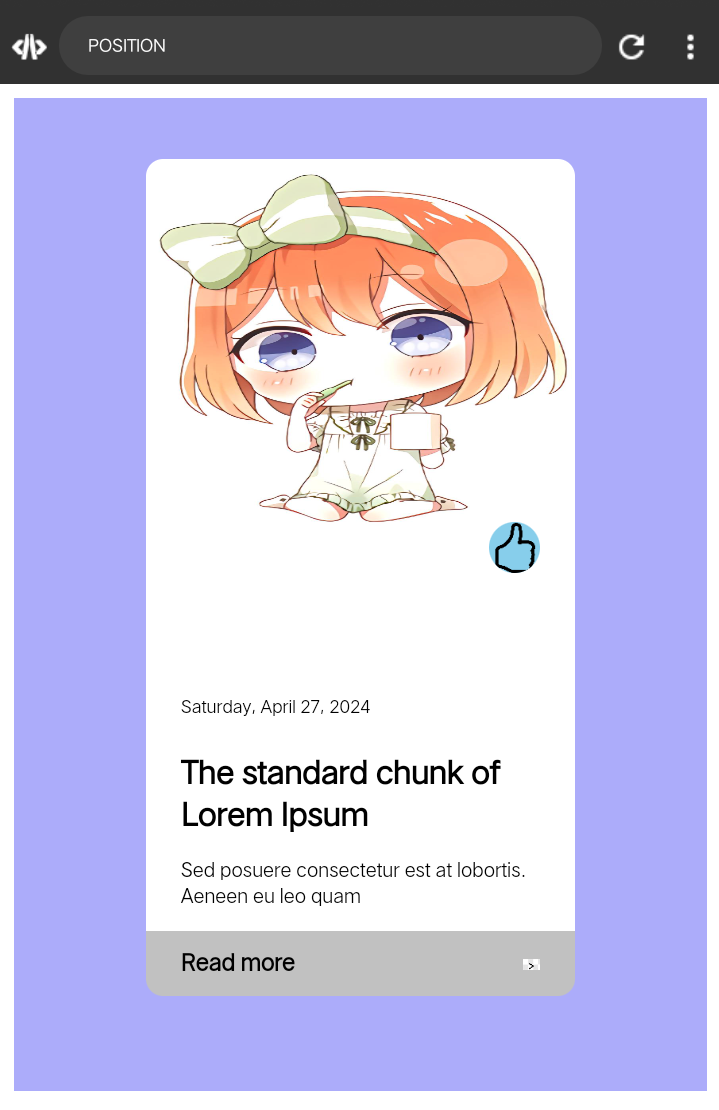 POSITION
Saturday, April 27, 2024
The standard chunk of
Lorem Ipsum
Sed posuere consectetur est at lobortis.
Aeneen eu leo quam
Read more
>